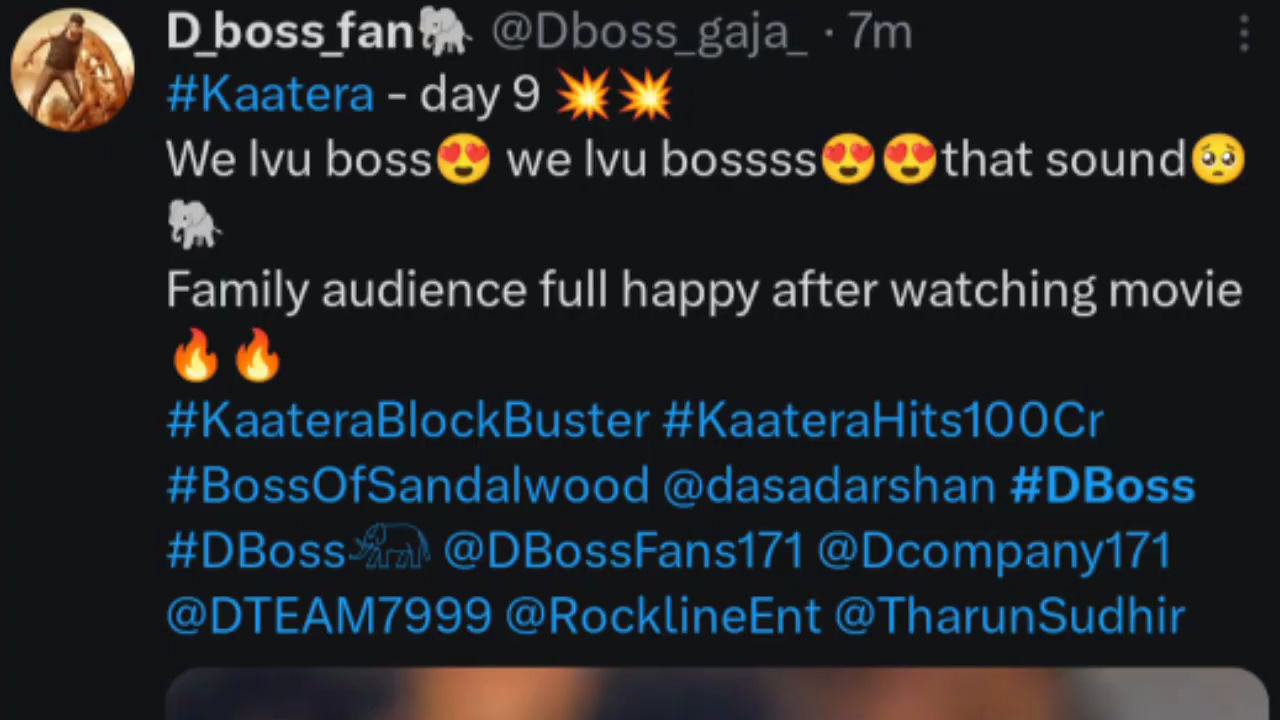 D_boss_fan🐘 @Dboss_gaja_ · 7m
#Kaatera - day 9 💥💥
We lvu boss😍 we lvu bossss😍😍that sound🥺
🐘
Family audience full happy after watching movie
🔥🔥
#KaateraBlockBuster #KaateraHits100Cr
#BossOfSandalwood @dasadarshan #DBoss
#DBoss𓃰 @DBossFans171 @Dcompany171
@DTEAM7999 @RocklineEnt @TharunSudhir